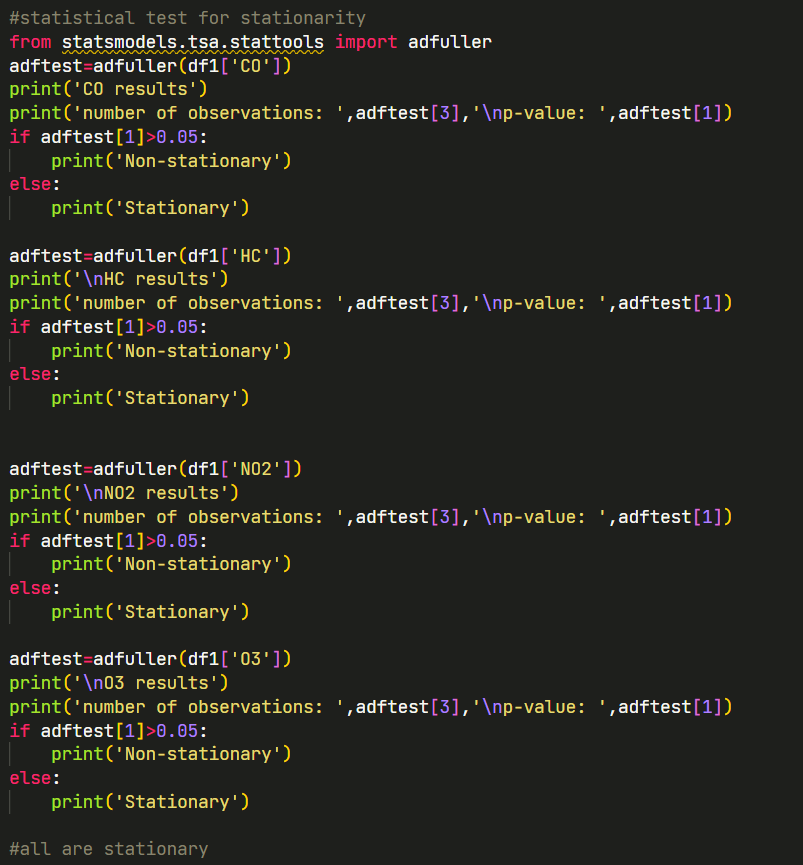 #statistical test for stationarity
from statsmodels.tsa.stattools import adfuller
adftest=adfuller(df1['CO'])
print('CO results')
print('number of observations: ',adftest[3],'\np-value: ',adftest[1])
if adftest[1]>0.05:
    print('Non-stationary')
else:
    print('Stationary')

adftest=adfuller(df1['HC'])
print('\nHC results')
print('number of observations: ',adftest[3],'\np-value: ',adftest[1])
if adftest[1]>0.05:
    print('Non-stationary')
else:
    print('Stationary')


adftest=adfuller(df1['NO2'])
print('\nNO2 results')
print('number of observations: ',adftest[3],'\np-value: ',adftest[1])
if adftest[1]>0.05:
    print('Non-stationary')
else:
    print('Stationary')

adftest=adfuller(df1['O3'])
print('\nO3 results')
print('number of observations: ',adftest[3],'\np-value: ',adftest[1])
if adftest[1]>0.05:
    print('Non-stationary')
else:
    print('Stationary')

#all are stationary